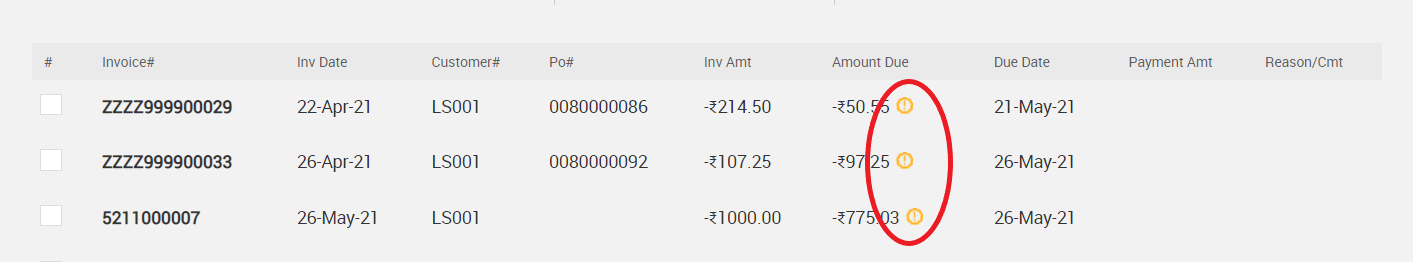 # Invoice# Inv Date Customer# Po# Inv Amt Amount Due Due Date Payment Amt Reason/Cmt
ZZZZ999900029 22-Apr-21 LS001 0080000086 -₹214.50 -₹50.55 21-May-21
ZZZZ999900033 26-Apr-21 LS001 0080000092 -₹107.25 -₹97.25 26-May-21
5211000007 26-May-21 LS001 -₹1000.00 -₹775.03 26-May-21